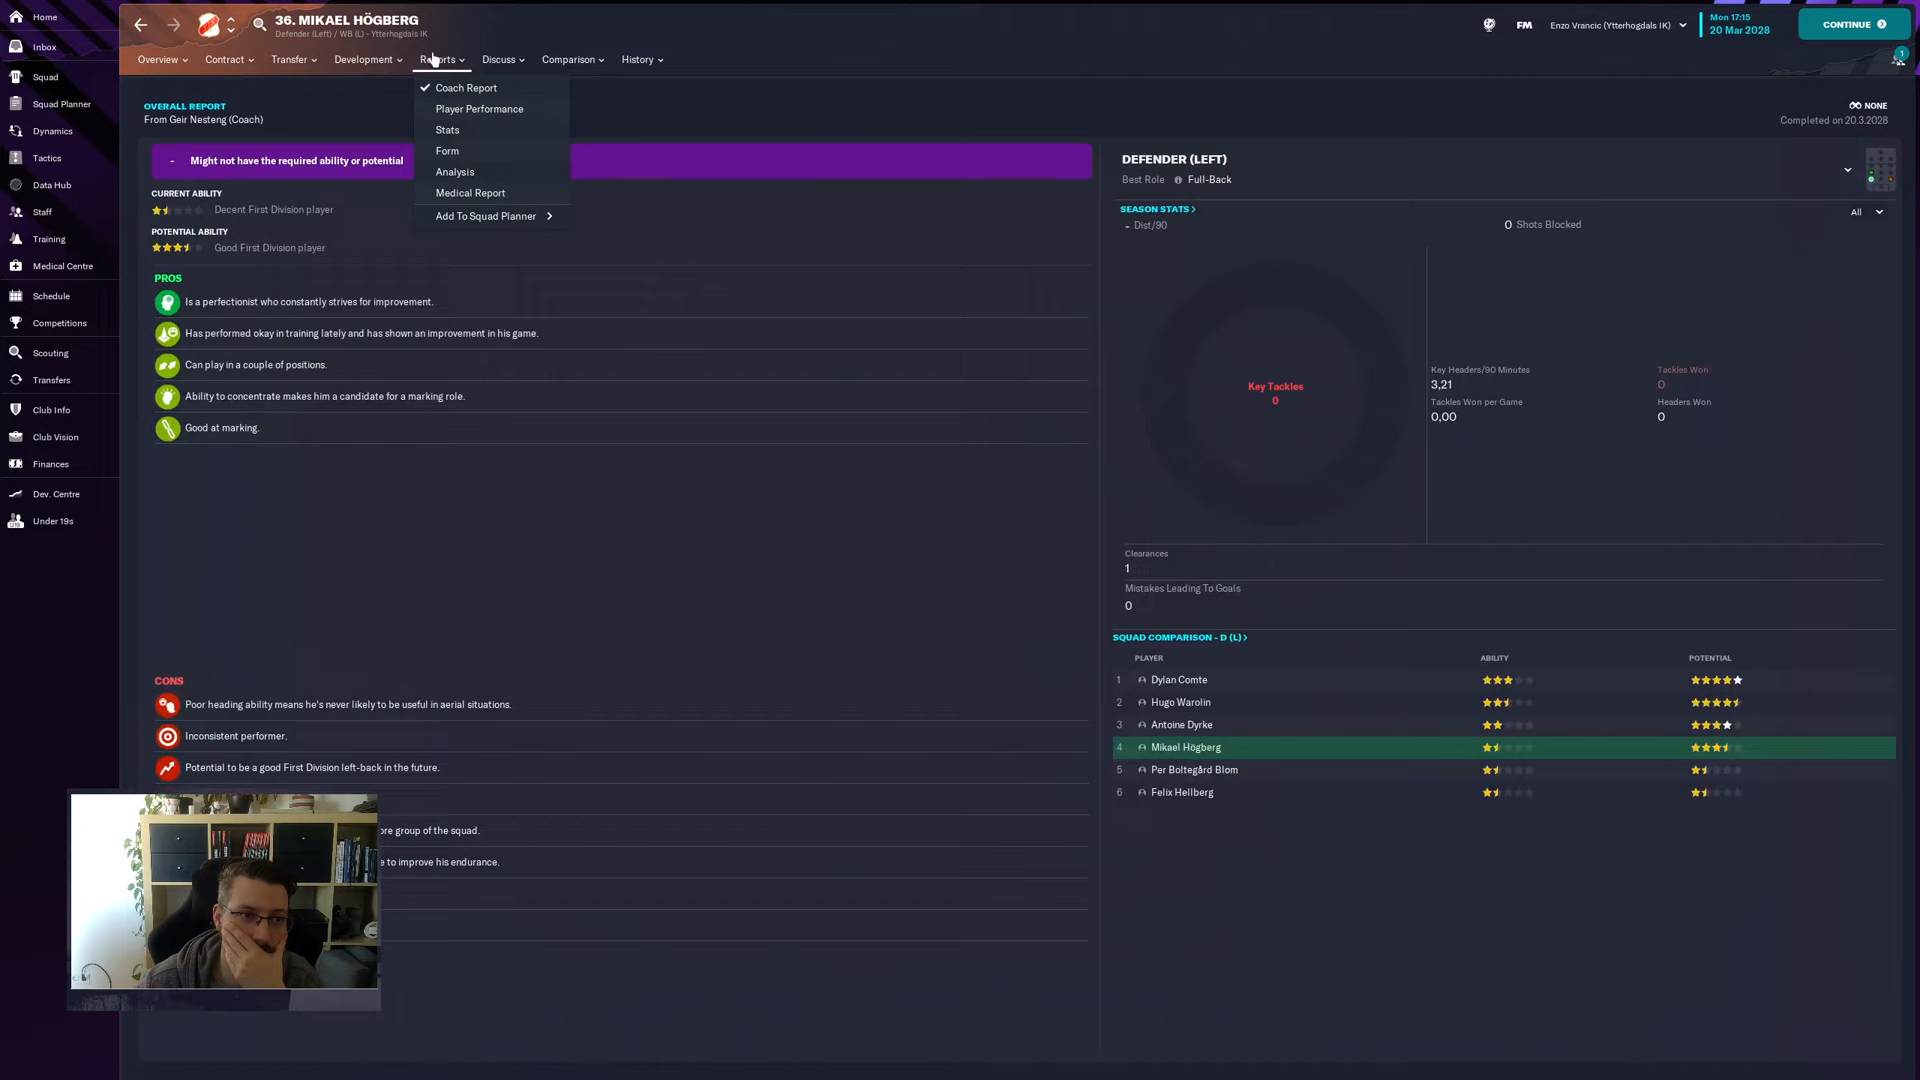 Home
Inbox
Squad
Squad Planner
Dynamics
Tactics
Data Hub
Staff
Training
Medical Centre
Schedule
Competitions
Scouting
Transfers
Club Info
Club Vision
Finances
Dev. Centre
Under 19s
36. MIKAEL HÖGBERG
Defender (Left) / WB (L) - Ytterhogdals IK
FM
Enzo Vrancic (Ytterhogdals IK)
Mon 17:15
20 Mar 2028
CONTINUE
1
Overview
Contract
Transfer
Development
Discuss
Comparison
History
Coach Report
Player Performance
Stats
Form
Analysis
Medical Report
Add To Squad Planner
OVERALL REPORT
From Geir Nesteng (Coach)
NONE
Completed on 20.3.2028
- Might not have the required ability or potential
CURRENT ABILITY
Decent First Division player
POTENTIAL ABILITY
Good First Division player
PROS
Is a perfectionist who constantly strives for improvement.
Has performed okay in training lately and has shown an improvement in his game.
Can play in a couple of positions.
Ability to concentrate makes him a candidate for a marking role.
Good at marking.
CONS
Poor heading ability means he's never likely to be useful in aerial situations.
Inconsistent performer.
Potential to be a good First Division left-back in the future.
ore group of the squad.
e to improve his endurance.
DEFENDER (LEFT)
Best Role Full-Back
SEASON STATS
All
- Dist/90
0 Shots Blocked
Key Tackles
0
Key Headers/90 Minutes
3,21
Tackles Won
0
Tackles Won per Game
0,00
Headers Won
0
Clearances
1
Mistakes Leading To Goals
0
SQUAD COMPARISON - D (L)
PLAYER ABILITY POTENTIAL
1 Dylan Comte
2 Hugo Warolin
3 Antoine Dyrke
4 Mikael Högberg
5 Per Boltegård Blom
6 Felix Hellberg